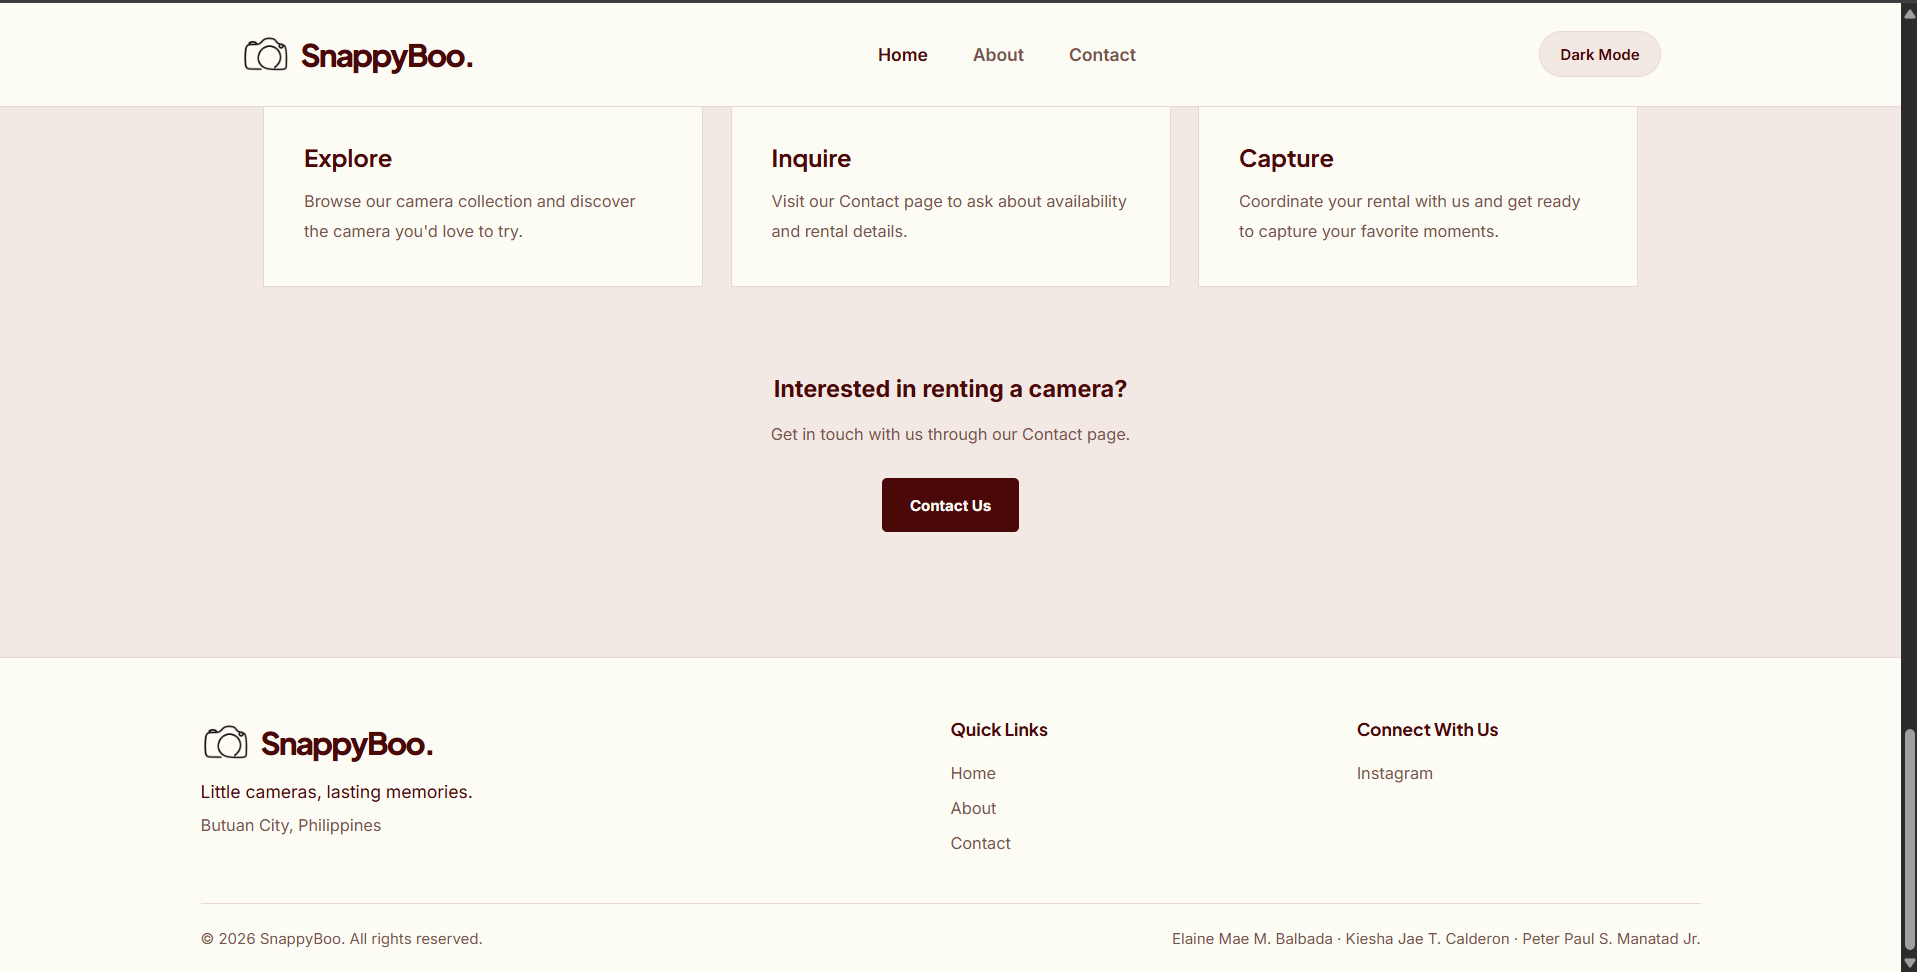 SnappyBoo.
Home
About
Contact
Dark Mode
Explore
Browse our camera collection and discover
the camera you'd love to try.
Inquire
Visit our Contact page to ask about availability
and rental details.
Capture
Coordinate your rental with us and get ready
to capture your favorite moments.
Interested in renting a camera?
Get in touch with us through our Contact page.
Contact Us
SnappyBoo.
Little cameras, lasting memories.
Butuan City, Philippines
Quick Links
Home
About
Contact
Connect With Us
Instagram
© 2026 SnappyBoo. All rights reserved.
Elaine Mae M. Balbada · Kiesha Jae T. Calderon · Peter Paul S. Manatad Jr.